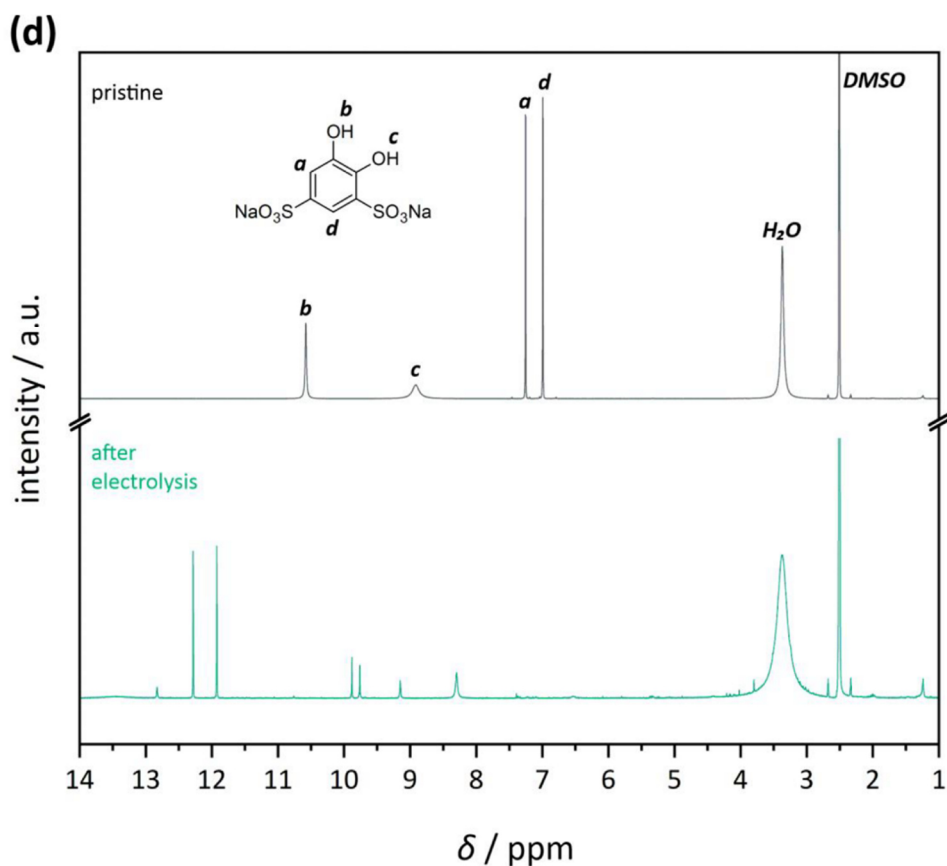 (d)
pristine
b
OH
c
OH
a
NaO₃S
SO₃Na
d
a
d
DMSO
b
c
H₂O
after
electrolysis
intensity / a.u.
14 13 12 11 10 9 8 7 6 5 4 3 2 1
δ / ppm